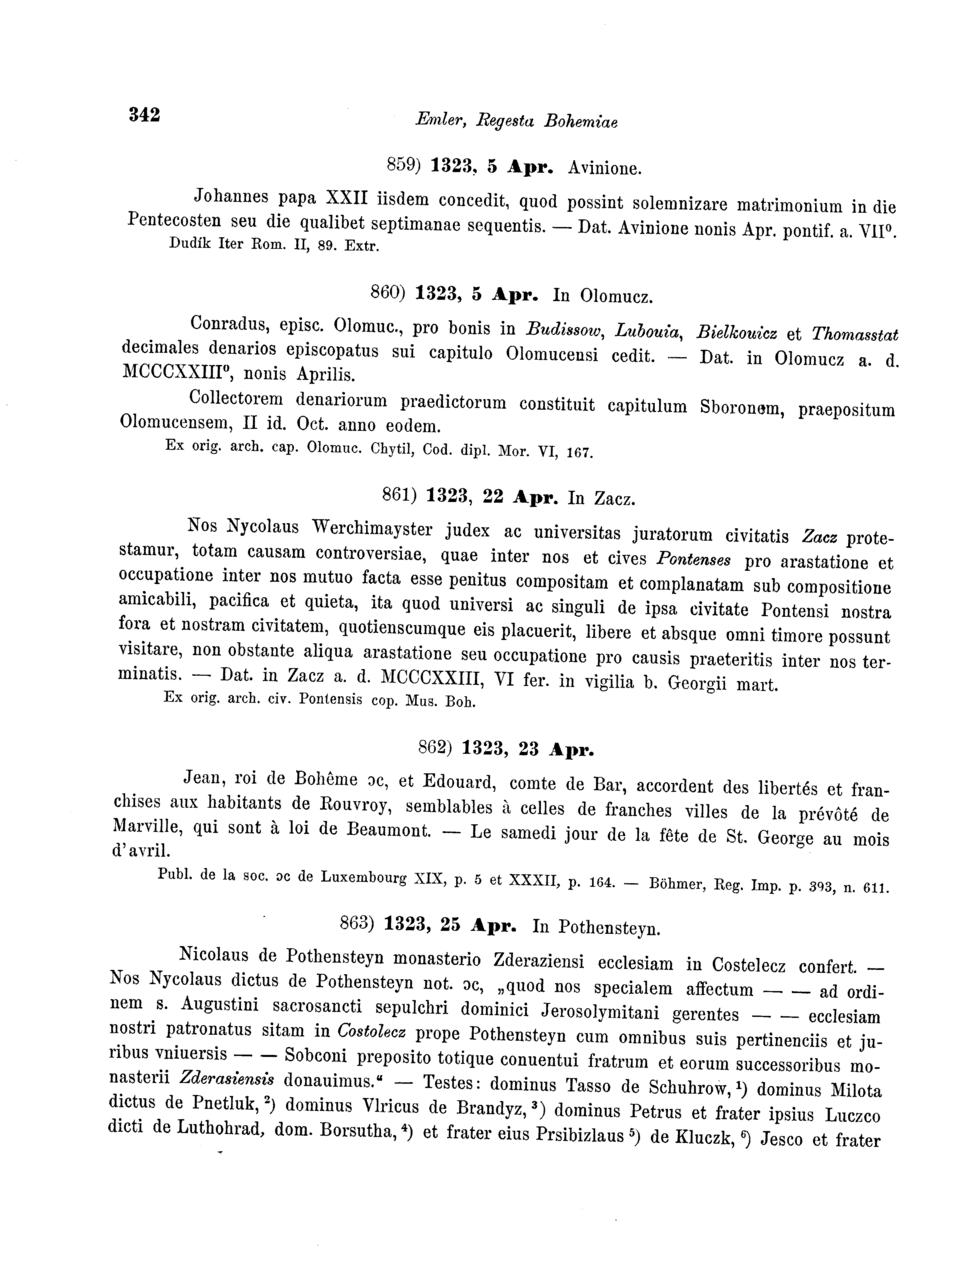 342
Emler, Regesta Bohemiae
859) 1323, 5 Apr. Avinione.
Johannes papa XXII iisdem concedit, quod possint solemnizare matrimonium in die
Pentecosten seu die qualibet septimanae sequentis. — Dat. Avinione nonis Apr. pontif. a. VII⁰.
Dudík Iter Rom. II, 89. Extr.
860) 1323, 5 Apr. In Olomucz.
Conradus, episc. Olomuc., pro bonis in Budissow, Lubouia, Bielkouicz et Thomasstat
decimales denarios episcopatus sui capitulo Olomucensi cedit. — Dat. in Olomucz a. d.
MCCCXXIII⁰, nonis Aprilis.
Collectorem denariorum praedictorum constituit capitulum Sboronem, praepositum
Olomucensem, II id. Oct. anno eodem.
Ex orig. arch. cap. Olomuc. Chytil, Cod. dipl. Mor. VI, 167.
861) 1323, 22 Apr. In Zacz.
Nos Nycolaus Werchimayster judex ac universitas juratorum civitatis Zacz prote-
stamur, totam causam controversiae, quae inter nos et cives Pontenses pro arastatione et
occupatione inter nos mutuo facta esse penitus compositam et complanatam sub compositione
amicabili, pacifica et quieta, ita quod universi ac singuli de ipsa civitate Pontensi nostra
fora et nostram civitatem, quotienscumque eis placuerit, libere et absque omni timore possunt
visitare, non obstante aliqua arastatione seu occupatione pro causis praeteritis inter nos ter-
minatis. — Dat. in Zacz a. d. MCCCXXIII, VI fer. in vigilia b. Georgii mart.
Ex orig. arch. civ. Pontensis cop. Mus. Boh.
862) 1323, 23 Apr.
Jean, roi de Bohême ɔc, et Edouard, comte de Bar, accordent des libertés et fran-
chises aux habitants de Rouvroy, semblables à celles de franches villes de la prévôté de
Marville, qui sont à loi de Beaumont. — Le samedi jour de la fête de St. George au mois
d'avril.
Publ. de la soc. ɔc de Luxembourg XIX, p. 5 et XXXII, p. 164. — Böhmer, Reg. Imp. p. 393, n. 611.
863) 1323, 25 Apr. In Pothensteyn.
Nicolaus de Pothensteyn monasterio Zderaziensi ecclesiam in Costelecz confert. —
Nos Nycolaus dictus de Pothensteyn not. ɔc, „quod nos specialem affectum — — ad ordi-
nem s. Augustini sacrosancti sepulchri dominici Jerosolymitani gerentes — — ecclesiam
nostri patronatus sitam in Costolecz prope Pothensteyn cum omnibus suis pertinenciis et ju-
ribus vniuersis — — Sobconi preposito totique conuentui fratrum et eorum successoribus mo-
nasterii Zderasiensis donauimus.“ — Testes: dominus Tasso de Schuhrow, ¹) dominus Milota
dictus de Pnetluk, ²) dominus Vlricus de Brandyz, ³) dominus Petrus et frater ipsius Luczco
dicti de Luthohrad, dom. Borsutha, ⁴) et frater eius Prsibizlaus ⁵) de Kluczk, ⁶) Jesco et frater